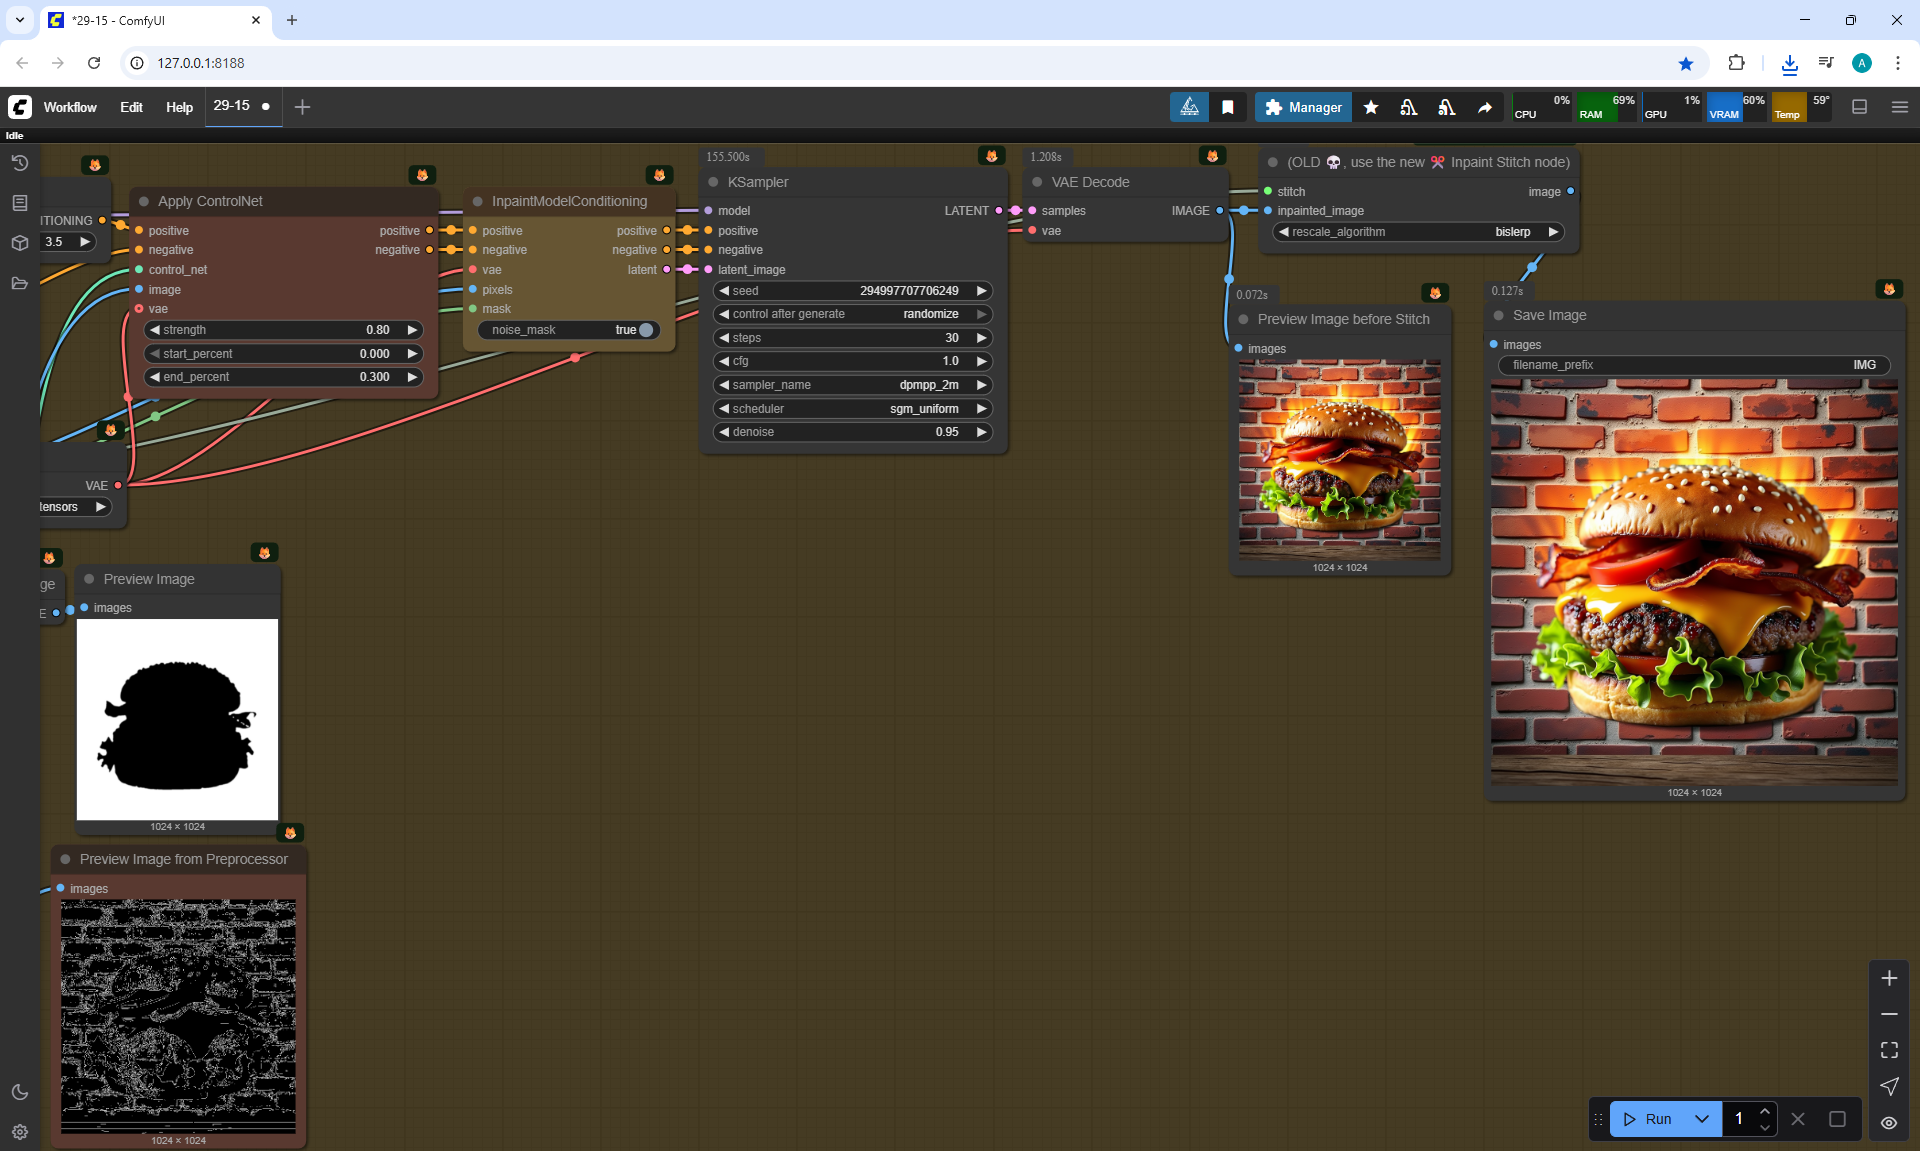 *29-15 - ComfyUI
127.0.0.1:8188
A
Workflow Edit Help 29-15
Manager
CPU 0% RAM 69% GPU 1% VRAM 60% Temp 59°
Idle
ITIONING
3.5
Apply ControlNet
positive positive
negative negative
control_net
image
vae
strength 0.80
start_percent 0.000
end_percent 0.300
InpaintModelConditioning
positive positive
negative negative
vae latent
pixels
mask
noise_mask true
155.500s
KSampler
model LATENT
positive
negative
latent_image
seed 294997707706249
control after generate randomize
steps 30
cfg 1.0
sampler_name dpmpp_2m
scheduler sgm_uniform
denoise 0.95
1.208s
VAE Decode
samples IMAGE
vae
(OLD 💀, use the new ✂️ Inpaint Stitch node)
stitch image
inpainted_image
rescale_algorithm bislerp
0.072s
Preview Image before Stitch
images
1024 × 1024
0.127s
Save Image
images
filename_prefix IMG
1024 × 1024
VAE
tensors
ge
E
Preview Image
images
1024 × 1024
Preview Image from Preprocessor
images
1024 × 1024
Run 1